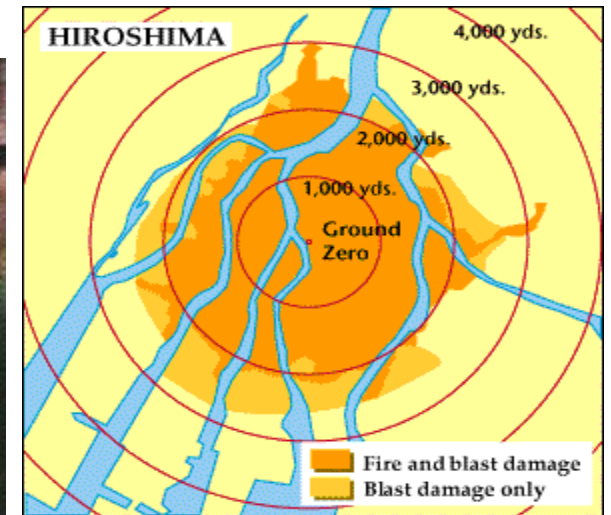 HIROSHIMA
4,000 yds.
3,000 yds.
2,000 yds.
1,000 yds.
Ground
Zero
Fire and blast damage
Blast damage only